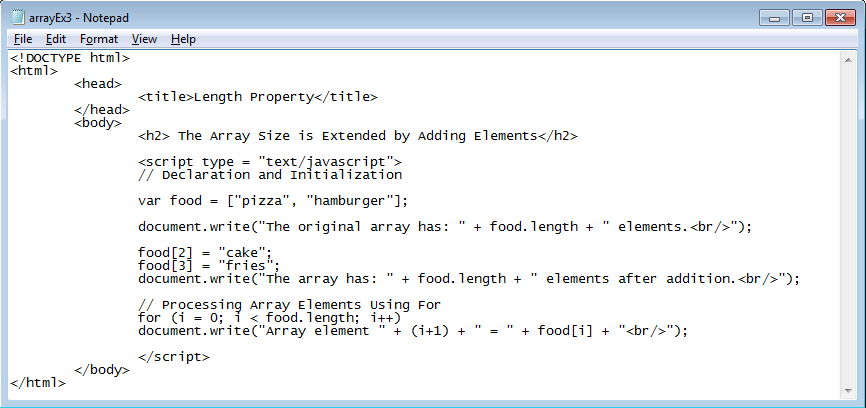 arrayEx3 - Notepad
File Edit Format View Help
<!DOCTYPE html>
<html>
<head>
<title>Length Property</title>
</head>
<body>
<h2> The Array Size is Extended by Adding Elements</h2>
<script type = "text/javascript">
// Declaration and Initialization
var food = ["pizza", "hamburger"];
document.write("The original array has: " + food.length + " elements.<br/>");
food[2] = "cake";
food[3] = "fries";
document.write("The array has: " + food.length + " elements after addition.<br/>");
// Processing Array Elements Using For
for (i = 0; i < food.length; i++)
document.write("Array element " + (i+1) + " = " + food[i] + "<br/>");
</script>
</body>
</html>